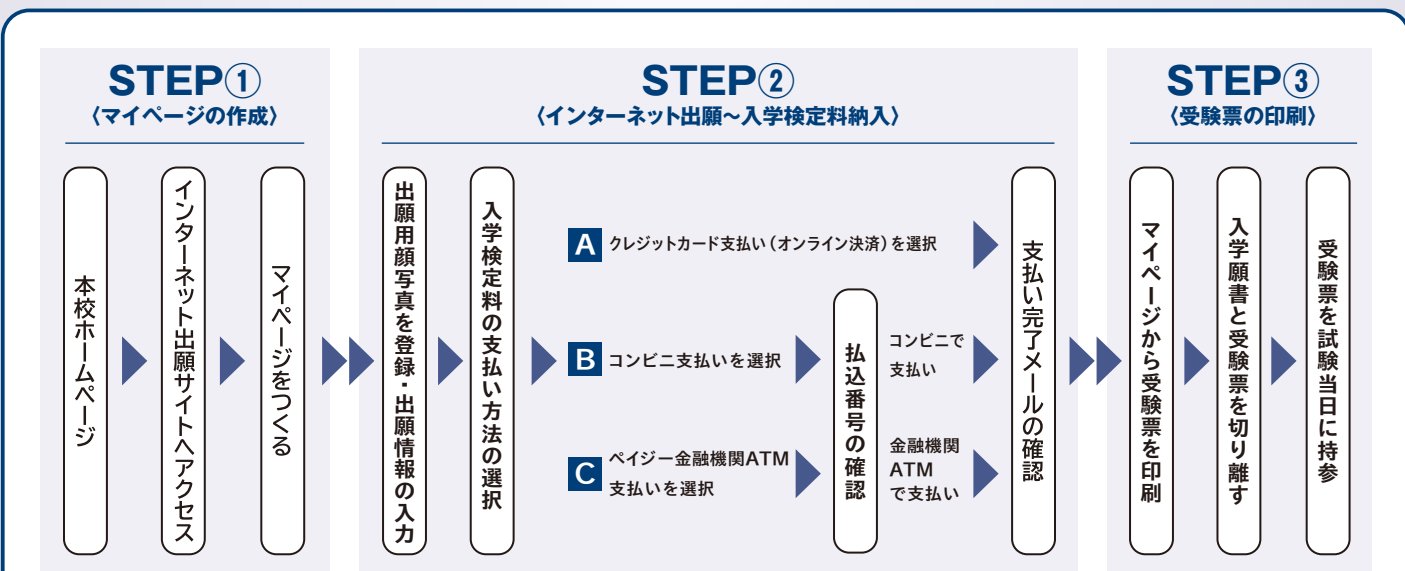 STEP①
〈マイページの作成〉
本校ホームページ
インターネット出願サイトへアクセス
マイページをつくる
STEP②
〈インターネット出願～入学検定料納入〉
出願用顔写真を登録・出願情報の入力
入学検定料の支払い方法の選択
A クレジットカード支払い（オンライン決済）を選択
B コンビニ支払いを選択
C ペイジー金融機関ATM
支払いを選択
払込番号の確認
コンビニで
支払い
金融機関
ATM
で支払い
支払い完了メールの確認
STEP③
〈受験票の印刷〉
マイページから受験票を印刷
入学願書と受験票を切り離す
受験票を試験当日に持参